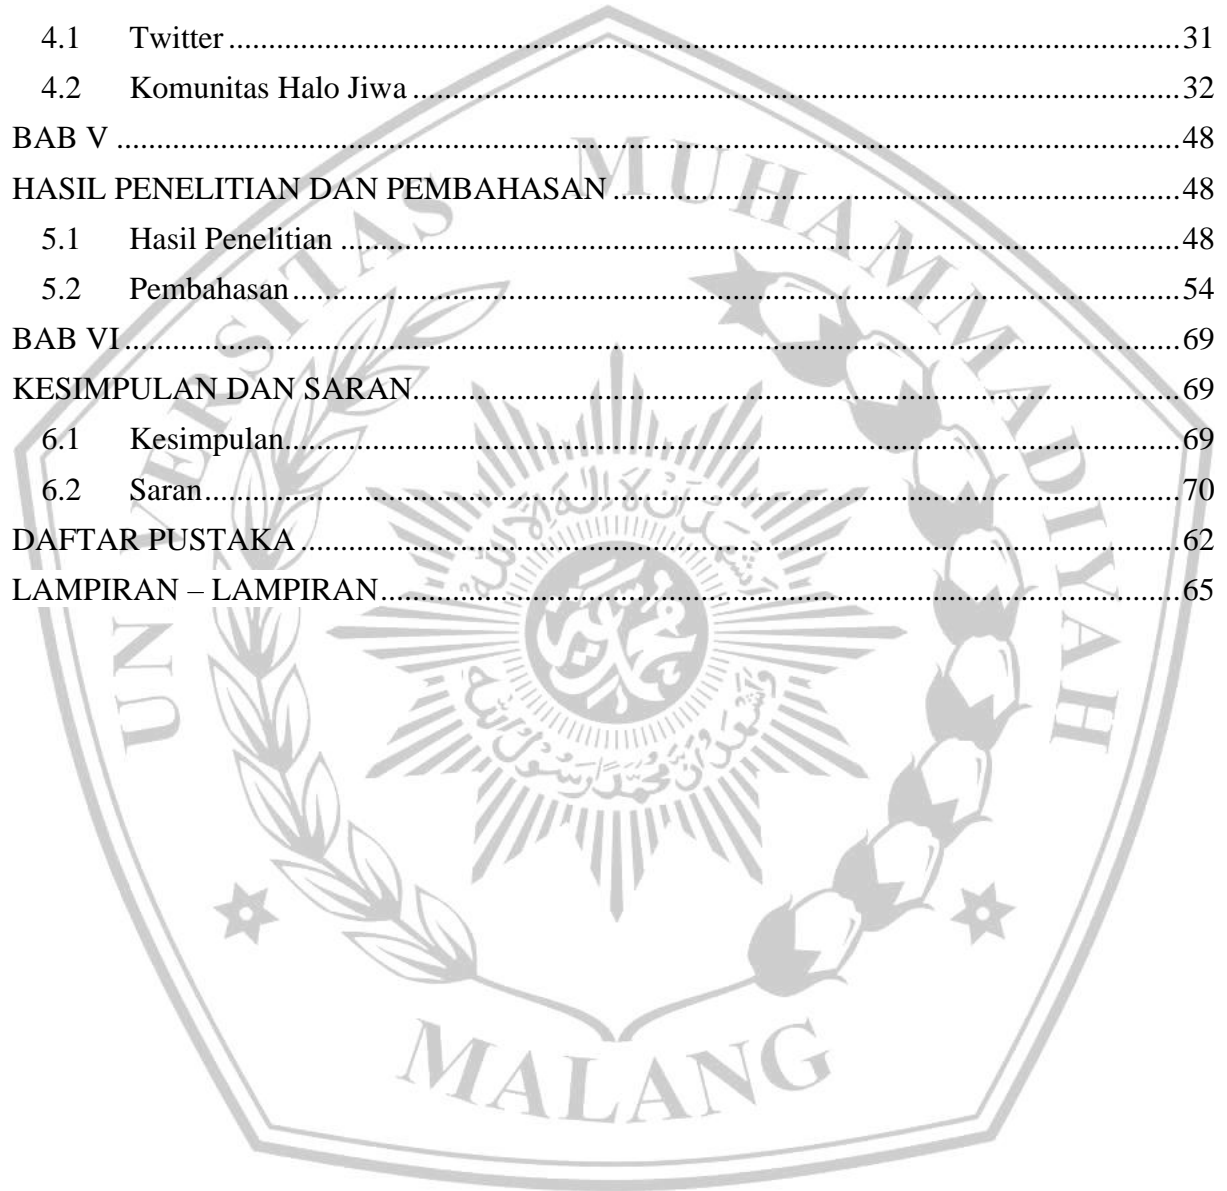 4.1 Twitter ........ 31
4.2 Komunitas Halo Jiwa ........ 32
BAB V ........ 48
HASIL PENELITIAN DAN PEMBAHASAN ........ 48
5.1 Hasil Penelitian ........ 48
5.2 Pembahasan ........ 54
BAB VI ........ 69
KESIMPULAN DAN SARAN ........ 69
6.1 Kesimpulan ........ 69
6.2 Saran ........ 70
DAFTAR PUSTAKA ........ 62
LAMPIRAN – LAMPIRAN ........ 65
UNIVERSITAS MUHAMMADIYAH
MALANG